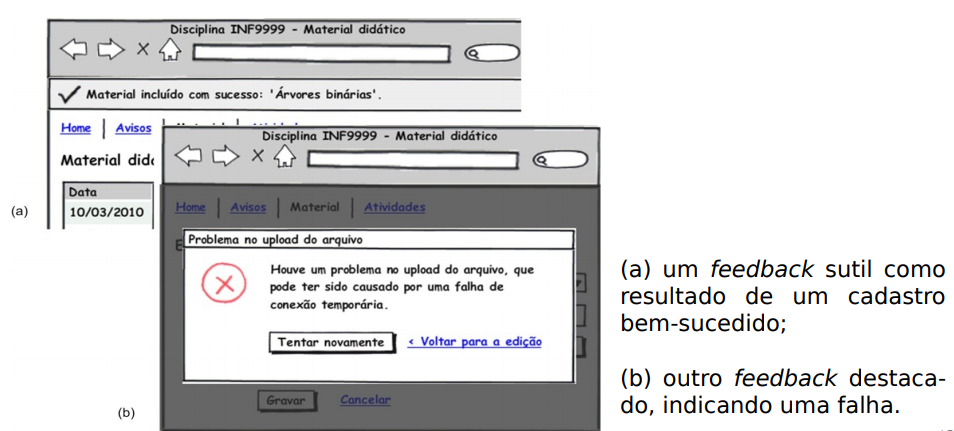 Disciplina INF9999 - Material didático
Material incluído com sucesso: 'Árvores binárias'.
Home | Avisos
Material
Data
10/03/2010
(a)
Disciplina INF9999 - Material didático
Home | Avisos | Material | Atividades
Problema no upload do arquivo
Houve um problema no upload do arquivo, que
pode ter sido causado por uma falha de
conexão temporária.
Tentar novamente < Voltar para a edição
Gravar Cancelar
(b)
(a) um feedback sutil como
resultado de um cadastro
bem-sucedido;
(b) outro feedback destaca-
do, indicando uma falha.